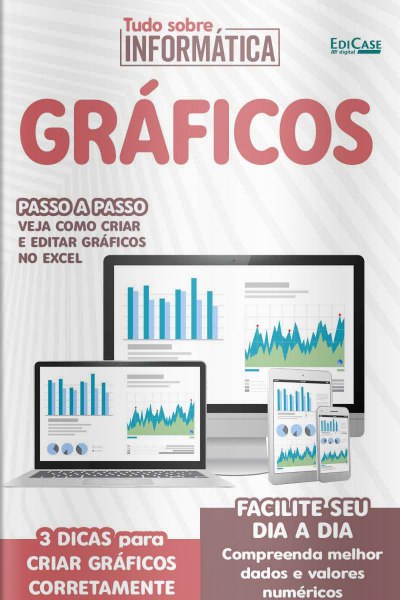 Tudo sobre
INFORMÁTICA
EDICASE
digital
GRÁFICOS
PASSO A PASSO
VEJA COMO CRIAR
E EDITAR GRÁFICOS
NO EXCEL
3 DICAS para
CRIAR GRÁFICOS
CORRETAMENTE
FACILITE SEU
DIA A DIA
Compreenda melhor
dados e valores
numéricos